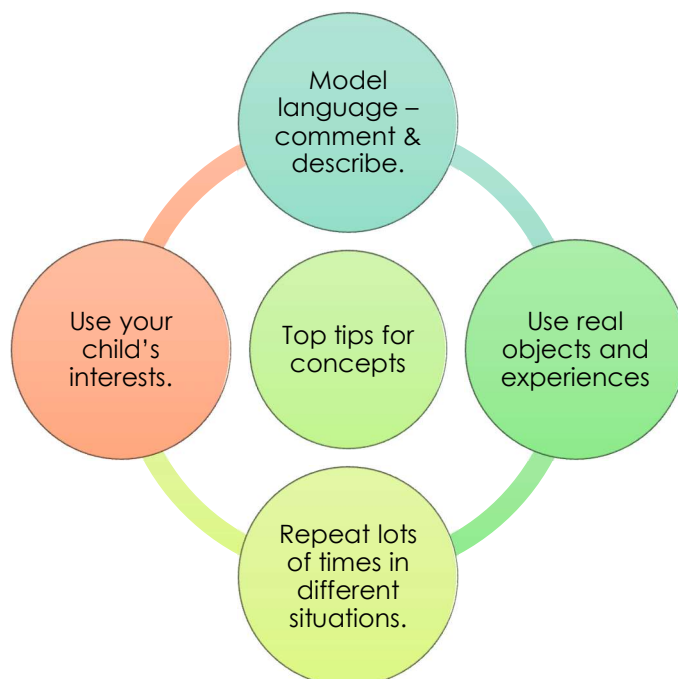 Model
language –
comment &
describe.
Use your
child’s
interests.
Top tips for
concepts
Use real
objects and
experiences
Repeat lots
of times in
different
situations.